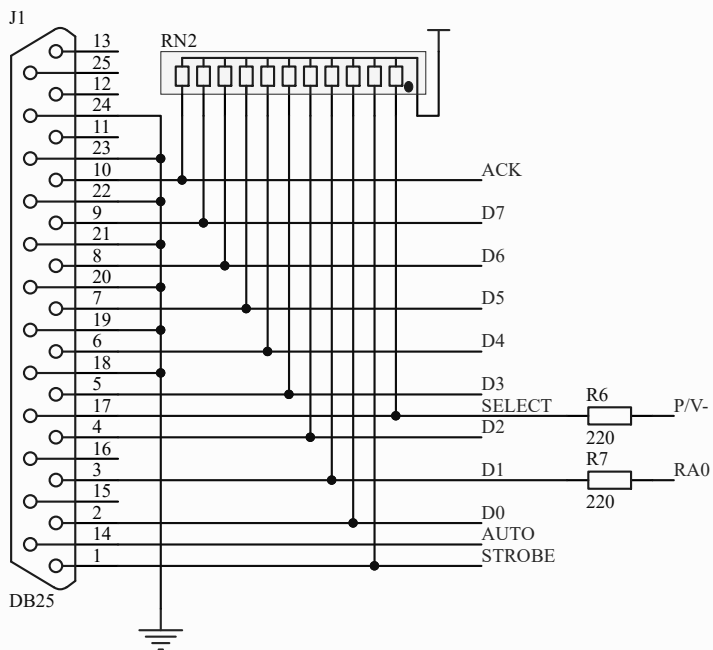 J1
13
RN2
25
12
24
11
23
10
ACK
22
9
D7
21
8
D6
20
7
D5
19
6
D4
18
5
D3
R6
17
SELECT
P/V-
4
D2
220
16
R7
3
D1
RA0
15
220
2
D0
14
AUTO
1
STROBE
DB25